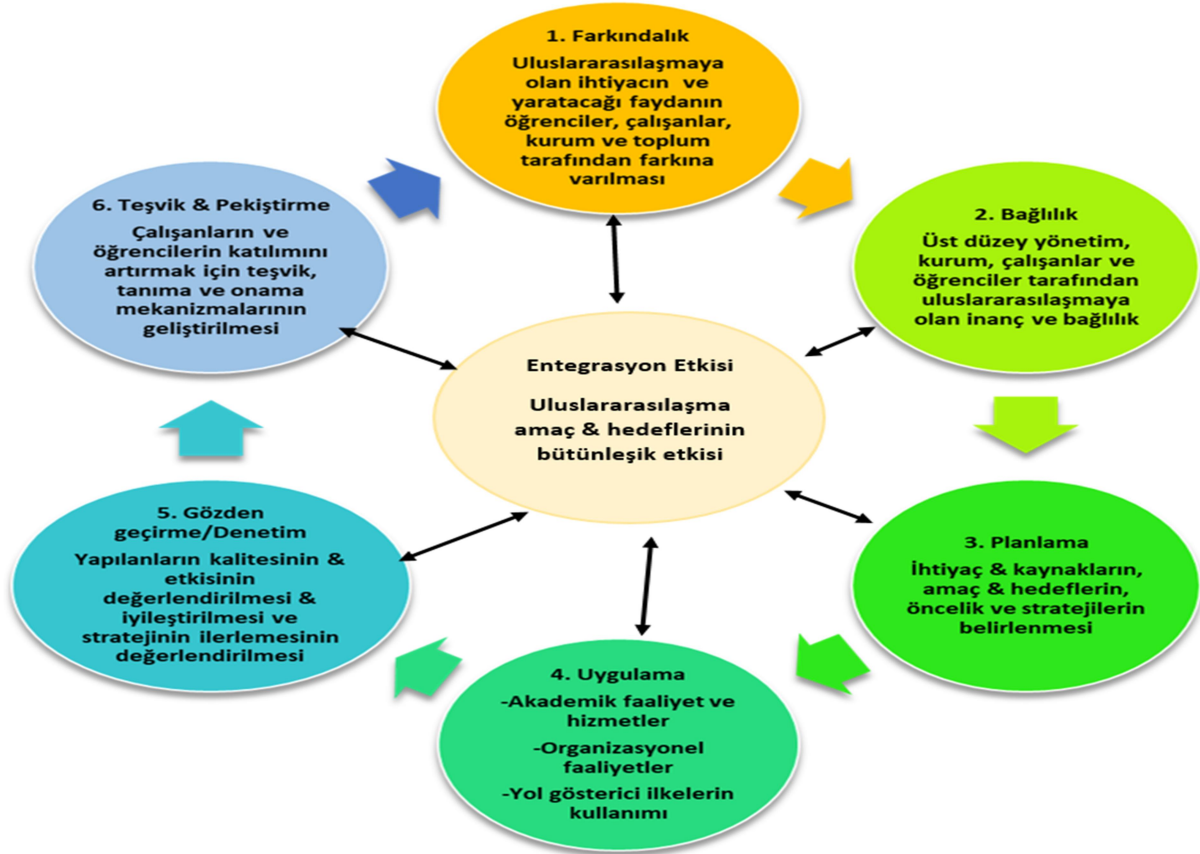 1. Farkındalık
Uluslararasılaşmaya
olan ihtiyacın ve
yaratacağı faydanın
öğrenciler, çalışanlar,
kurum ve toplum
tarafından farkına
varılması
2. Bağlılık
Üst düzey yönetim,
kurum, çalışanlar ve
öğrenciler tarafından
uluslararasılaşmaya
olan inanç ve bağlılık
3. Planlama
İhtiyaç & kaynakların,
amaç & hedeflerin,
öncelik ve stratejilerin
belirlenmesi
4. Uygulama
-Akademik faaliyet ve
hizmetler
-Organizasyonel
faaliyetler
-Yol gösterici ilkelerin
kullanımı
5. Gözden
geçirme/Denetim
Yapılanların kalitesinin &
etkisinin
değerlendirilmesi &
iyileştirilmesi ve
stratejinin ilerlemesinin
değerlendirilmesi
6. Teşvik & Pekiştirme
Çalışanların ve
öğrencilerin katılımını
artırmak için teşvik,
tanıma ve onama
mekanizmalarının
geliştirilmesi
Entegrasyon Etkisi
Uluslararasılaşma
amaç & hedeflerinin
bütünleşik etkisi